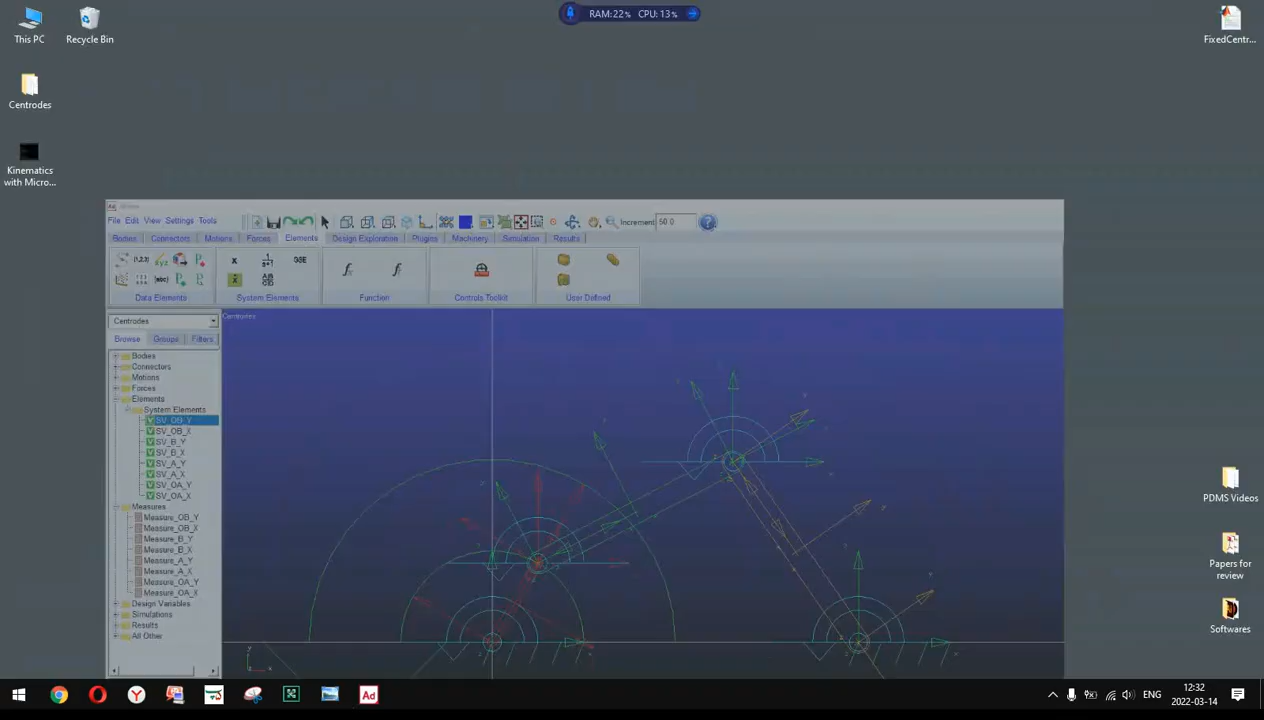 This PC
Recycle Bin
RAM:22% CPU: 13%
FixedCentr...
Centrodes
Kinematics
with Micro...
File Edit View Settings Tools
Increment 50.0
Bodies Connectors Motions Forces Elements Design Exploration Plugins Machinery Simulation Results
Data Elements System Elements Function Controls Toolkit User Defined
Centrodes
Centrodes
Browse Groups Filters
Bodies
Connectors
Motions
Forces
Elements
System Elements
SV_OB_Y
SV_OB_X
SV_B_Y
SV_B_X
SV_A_Y
SV_A_X
SV_OA_Y
SV_OA_X
Measures
Measure_OB_Y
Measure_OB_X
Measure_B_Y
Measure_B_X
Measure_A_Y
Measure_A_X
Measure_OA_Y
Measure_OA_X
Design Variables
Simulations
Results
All Other
PDMS Videos
Papers for
review
Softwares
Ad
ENG
12:32
2022-03-14